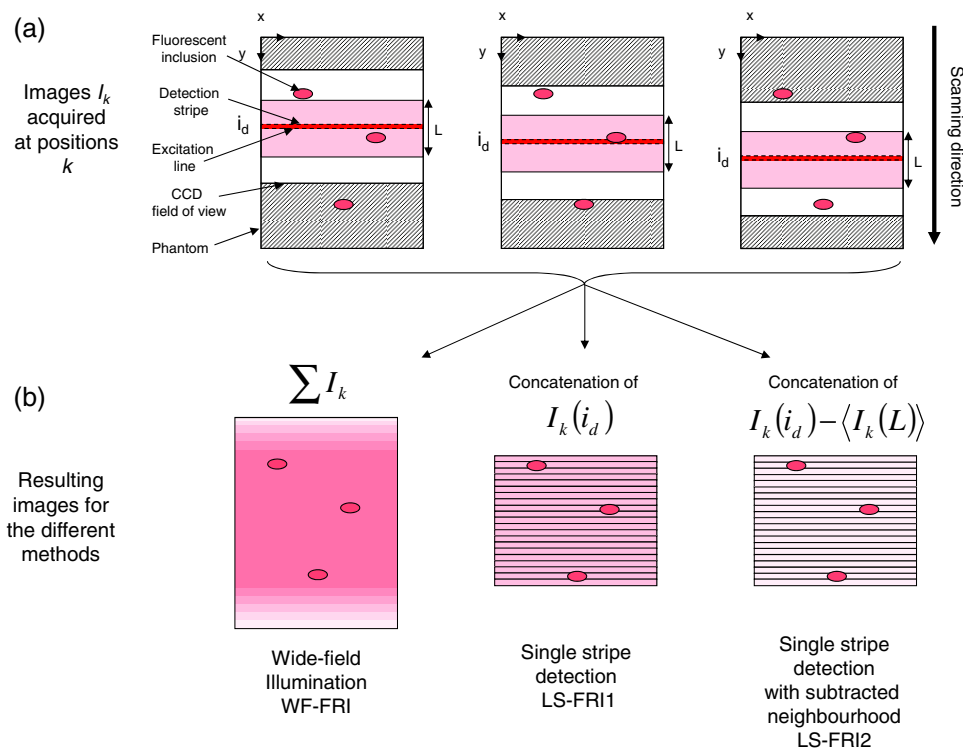 (a)
Images I_k
acquired
at positions
k
Fluorescent
inclusion
Detection
stripe
i_d
Excitation
line
CCD
field of view
Phantom
x
y
L
x
y
i_d
L
x
y
i_d
L
Scanning direction
(b)
Resulting
images for
the different
methods
∑ I_k
Concatenation of
I_k(i_d)
Concatenation of
I_k(i_d) − ⟨I_k(L)⟩
Wide-field
Illumination
WF-FRI
Single stripe
detection
LS-FRI1
Single stripe
detection
with subtracted
neighbourhood
LS-FRI2